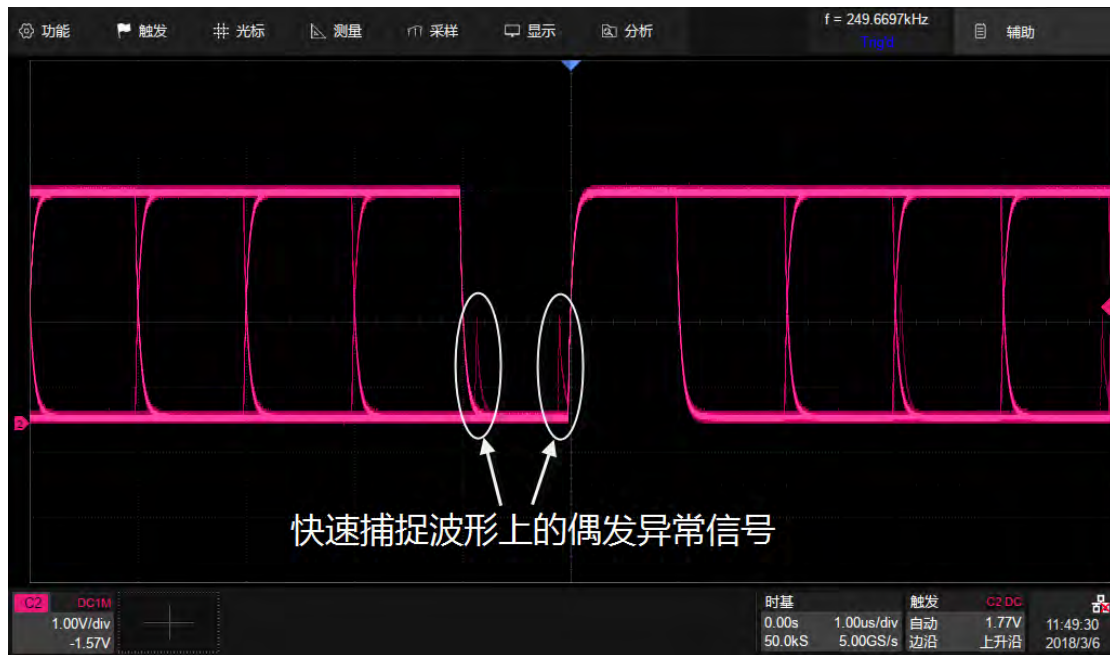 功能
触发
光标
测量
采样
显示
分析
f = 249.6697kHz
Trig'd
辅助
2
快速捕捉波形上的偶发异常信号
C2 DC1M
1.00V/div
-1.57V
时基
0.00s 1.00us/div
50.0kS 5.00GS/s
触发 C2 DC
自动 1.77V
边沿 上升沿
11:49:30
2018/3/6